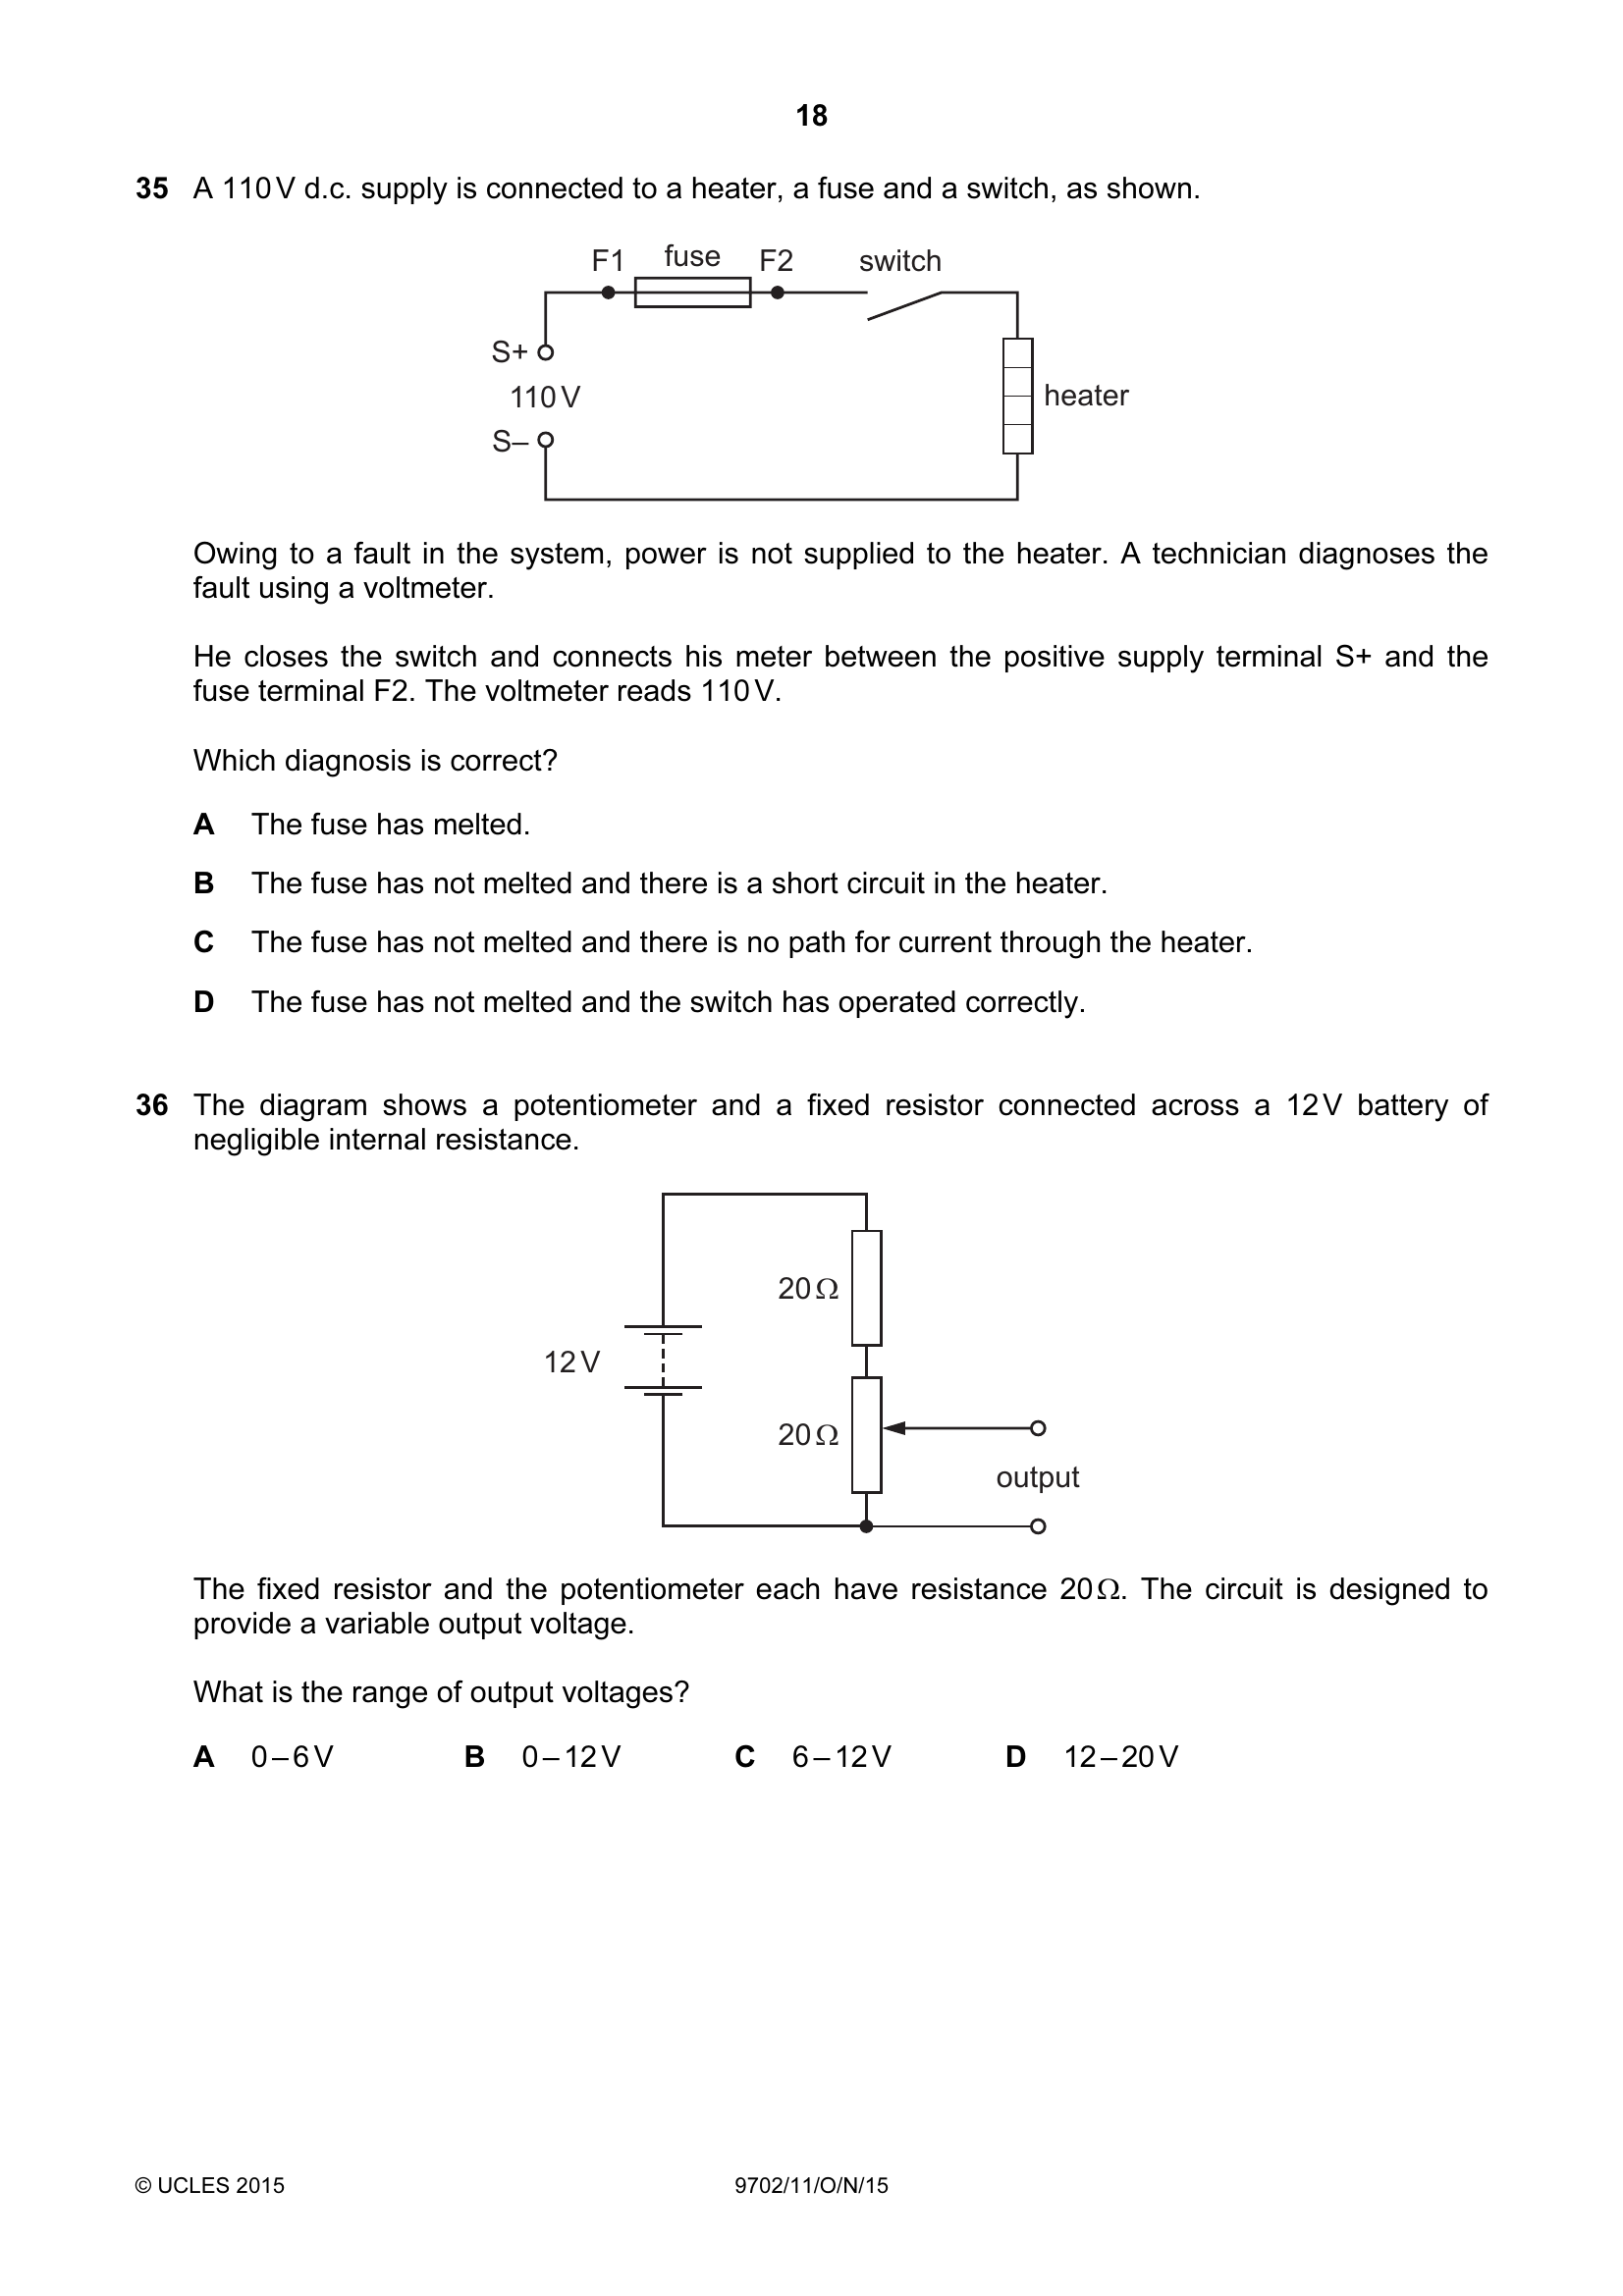 18
35 A 110 V d.c. supply is connected to a heater, a fuse and a switch, as shown.
F1 fuse F2 switch
S+
110 V
heater
S–
Owing to a fault in the system, power is not supplied to the heater. A technician diagnoses the
fault using a voltmeter.
He closes the switch and connects his meter between the positive supply terminal S+ and the
fuse terminal F2. The voltmeter reads 110 V.
Which diagnosis is correct?
A The fuse has melted.
B The fuse has not melted and there is a short circuit in the heater.
C The fuse has not melted and there is no path for current through the heater.
D The fuse has not melted and the switch has operated correctly.
36 The diagram shows a potentiometer and a fixed resistor connected across a 12 V battery of
negligible internal resistance.
20 Ω
12 V
20 Ω
output
The fixed resistor and the potentiometer each have resistance 20 Ω. The circuit is designed to
provide a variable output voltage.
What is the range of output voltages?
A 0 – 6 V B 0 – 12 V C 6 – 12 V D 12 – 20 V
© UCLES 2015 9702/11/O/N/15